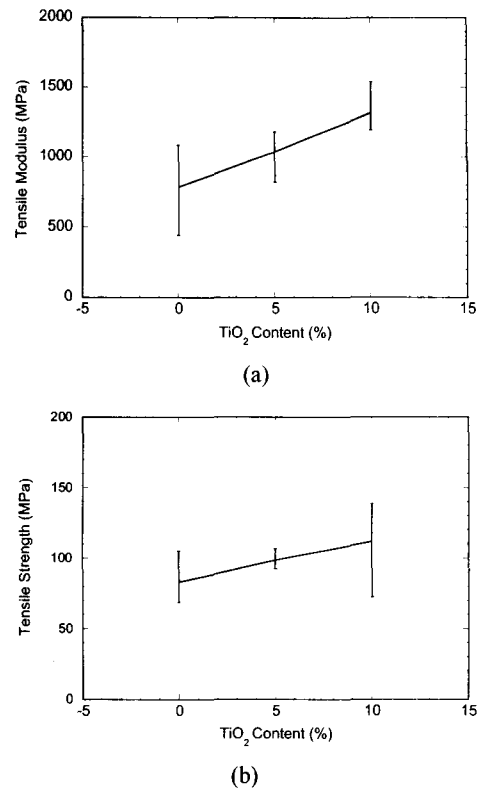 2000
1500
1000
500
0
-5 0 5 10 15
Tensile Modulus (MPa)
TiO2 Content (%)
(a)
200
150
100
50
0
-5 0 5 10 15
Tensile Strength (MPa)
TiO2 Content (%)
(b)